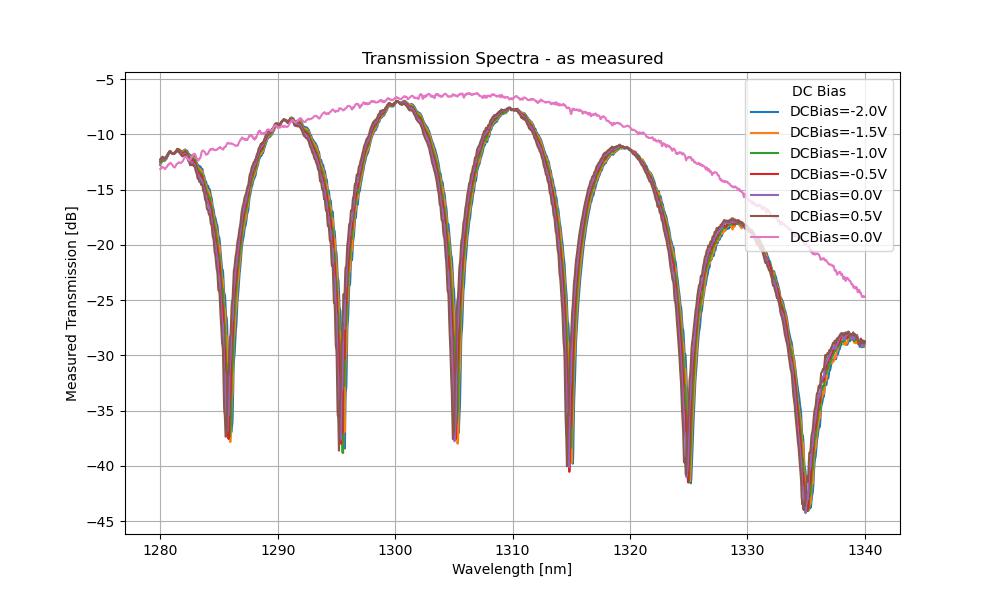 Transmission Spectra - as measured
Measured Transmission [dB]
−5
−10
−15
−20
−25
−30
−35
−40
−45
DC Bias
DCBias=-2.0V
DCBias=-1.5V
DCBias=-1.0V
DCBias=-0.5V
DCBias=0.0V
DCBias=0.5V
DCBias=0.0V
1280 1290 1300 1310 1320 1330 1340
Wavelength [nm]